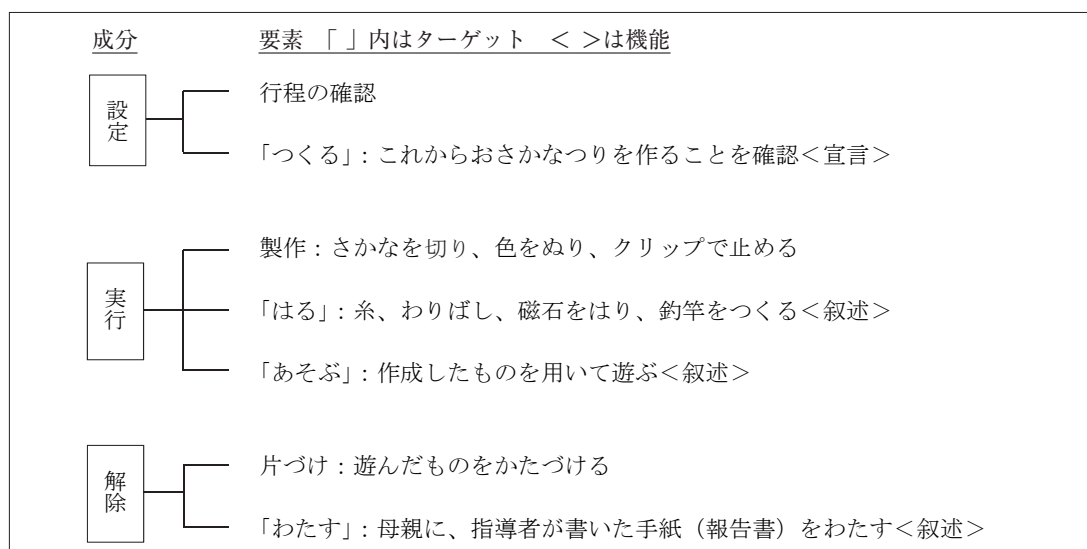 成分 要素 「 」内はターゲット < >は機能
設定
行程の確認
「つくる」：これからおさかなつりを作ることを確認＜宣言＞
実行
製作：さかなを切り、色をぬり、クリップで止める
「はる」：糸、わりばし、磁石をはり、釣竿をつくる＜叙述＞
「あそぶ」：作成したものを用いて遊ぶ＜叙述＞
解除
片づけ：遊んだものをかたづける
「わたす」：母親に、指導者が書いた手紙（報告書）をわたす＜叙述＞